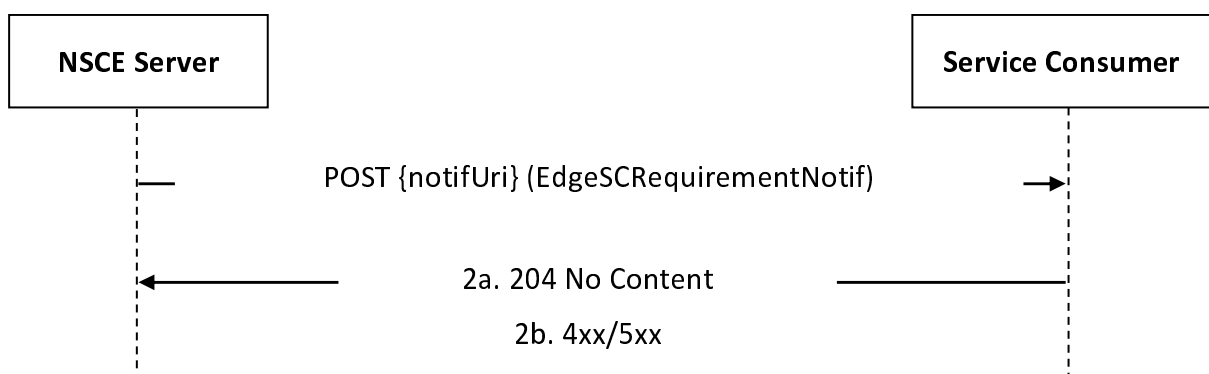 NSCE Server
Service Consumer
POST {notifUri} (EdgeSCRequirementNotif)
2a. 204 No Content
2b. 4xx/5xx